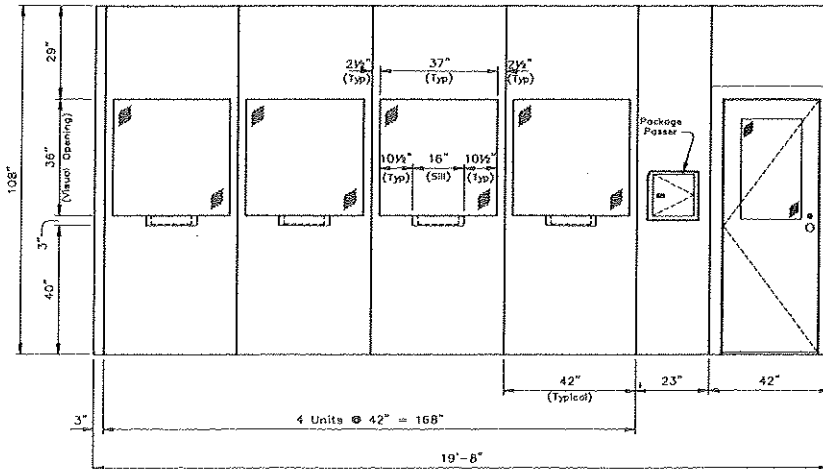 29"
36"
(Visual Opening)
108"
3"
40"
2½"
(Typ)
37"
(Typ)
2½"
(Typ)
10½"
(Typ)
16"
(Sill)
10½"
(Typ)
Package
Passer
42"
(Typical)
23"
42"
3"
4 Units @ 42" = 168"
19'-8"